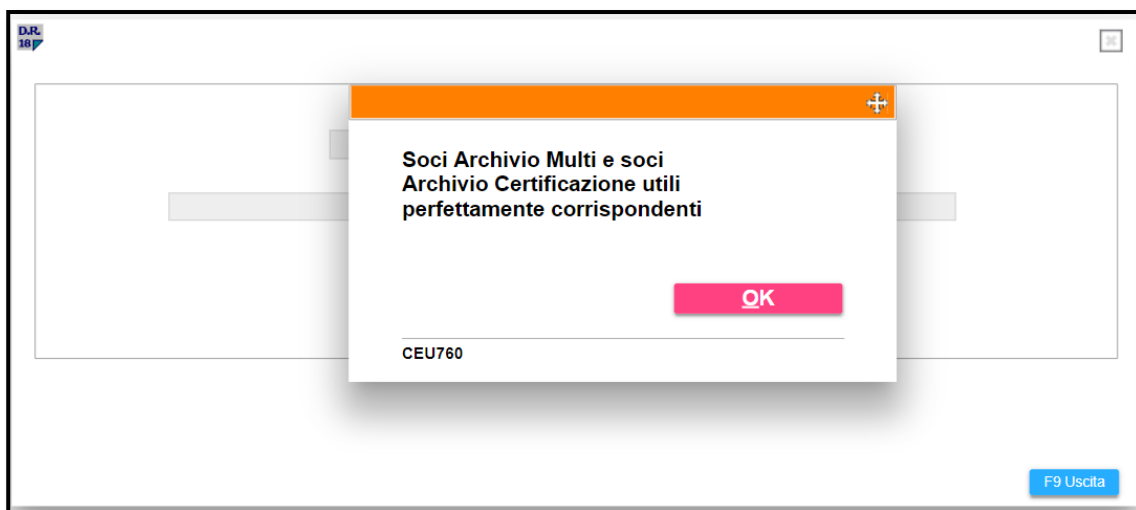 D.R.
18
Soci Archivio Multi e soci
Archivio Certificazione utili
perfettamente corrispondenti
OK
CEU760
F9 Uscita